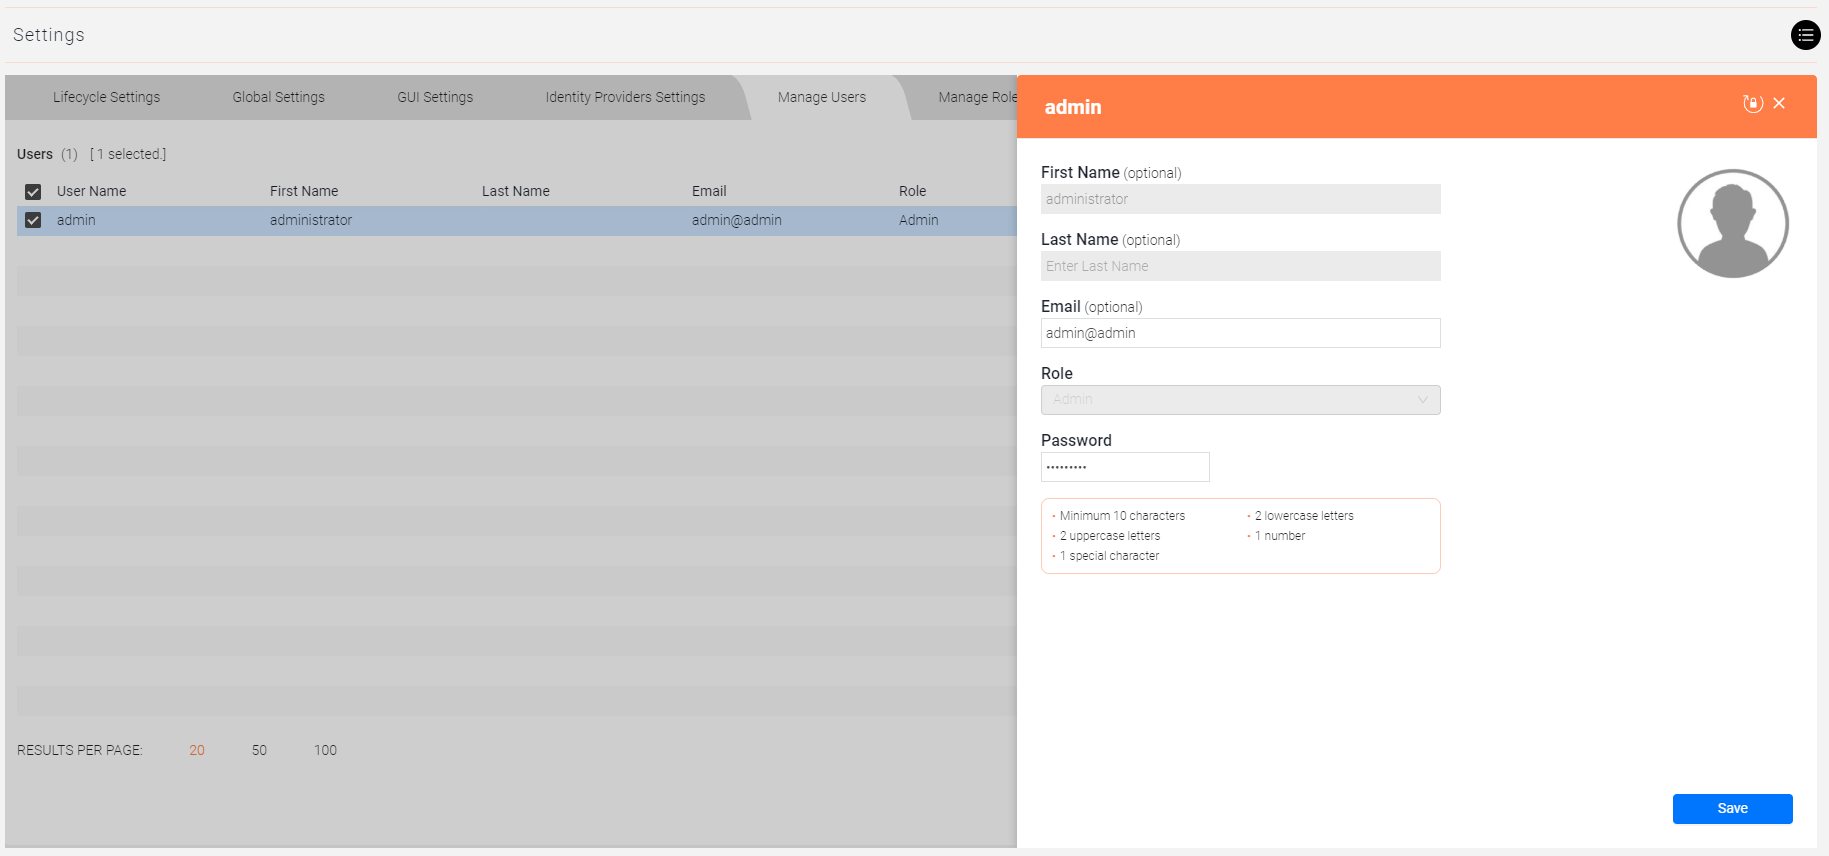 Settings
Lifecycle Settings Global Settings GUI Settings Identity Providers Settings Manage Users Manage Role
Users (1) [ 1 selected.]
User Name First Name Last Name Email Role
admin administrator admin@admin Admin
RESULTS PER PAGE: 20 50 100
admin
First Name (optional)
administrator
Last Name (optional)
Enter Last Name
Email (optional)
admin@admin
Role
Admin
Password
•••••••••
• Minimum 10 characters
• 2 lowercase letters
• 2 uppercase letters
• 1 number
• 1 special character
Save